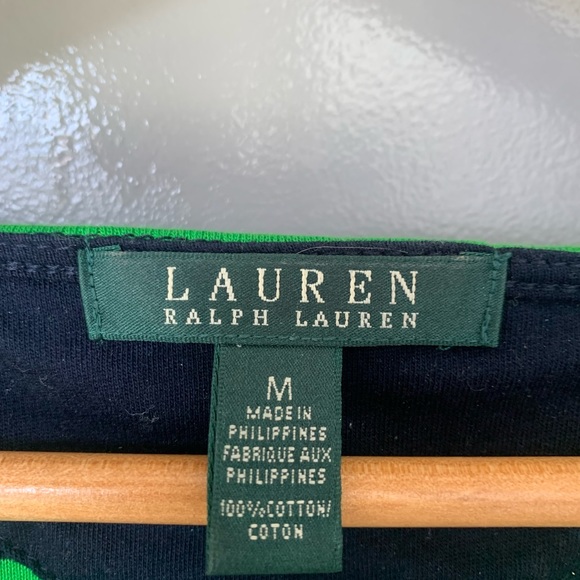 LAUREN
RALPH LAUREN
M
MADE IN
PHILIPPINES
FABRIQUE AUX
PHILIPPINES
100%COTTON/
COTON